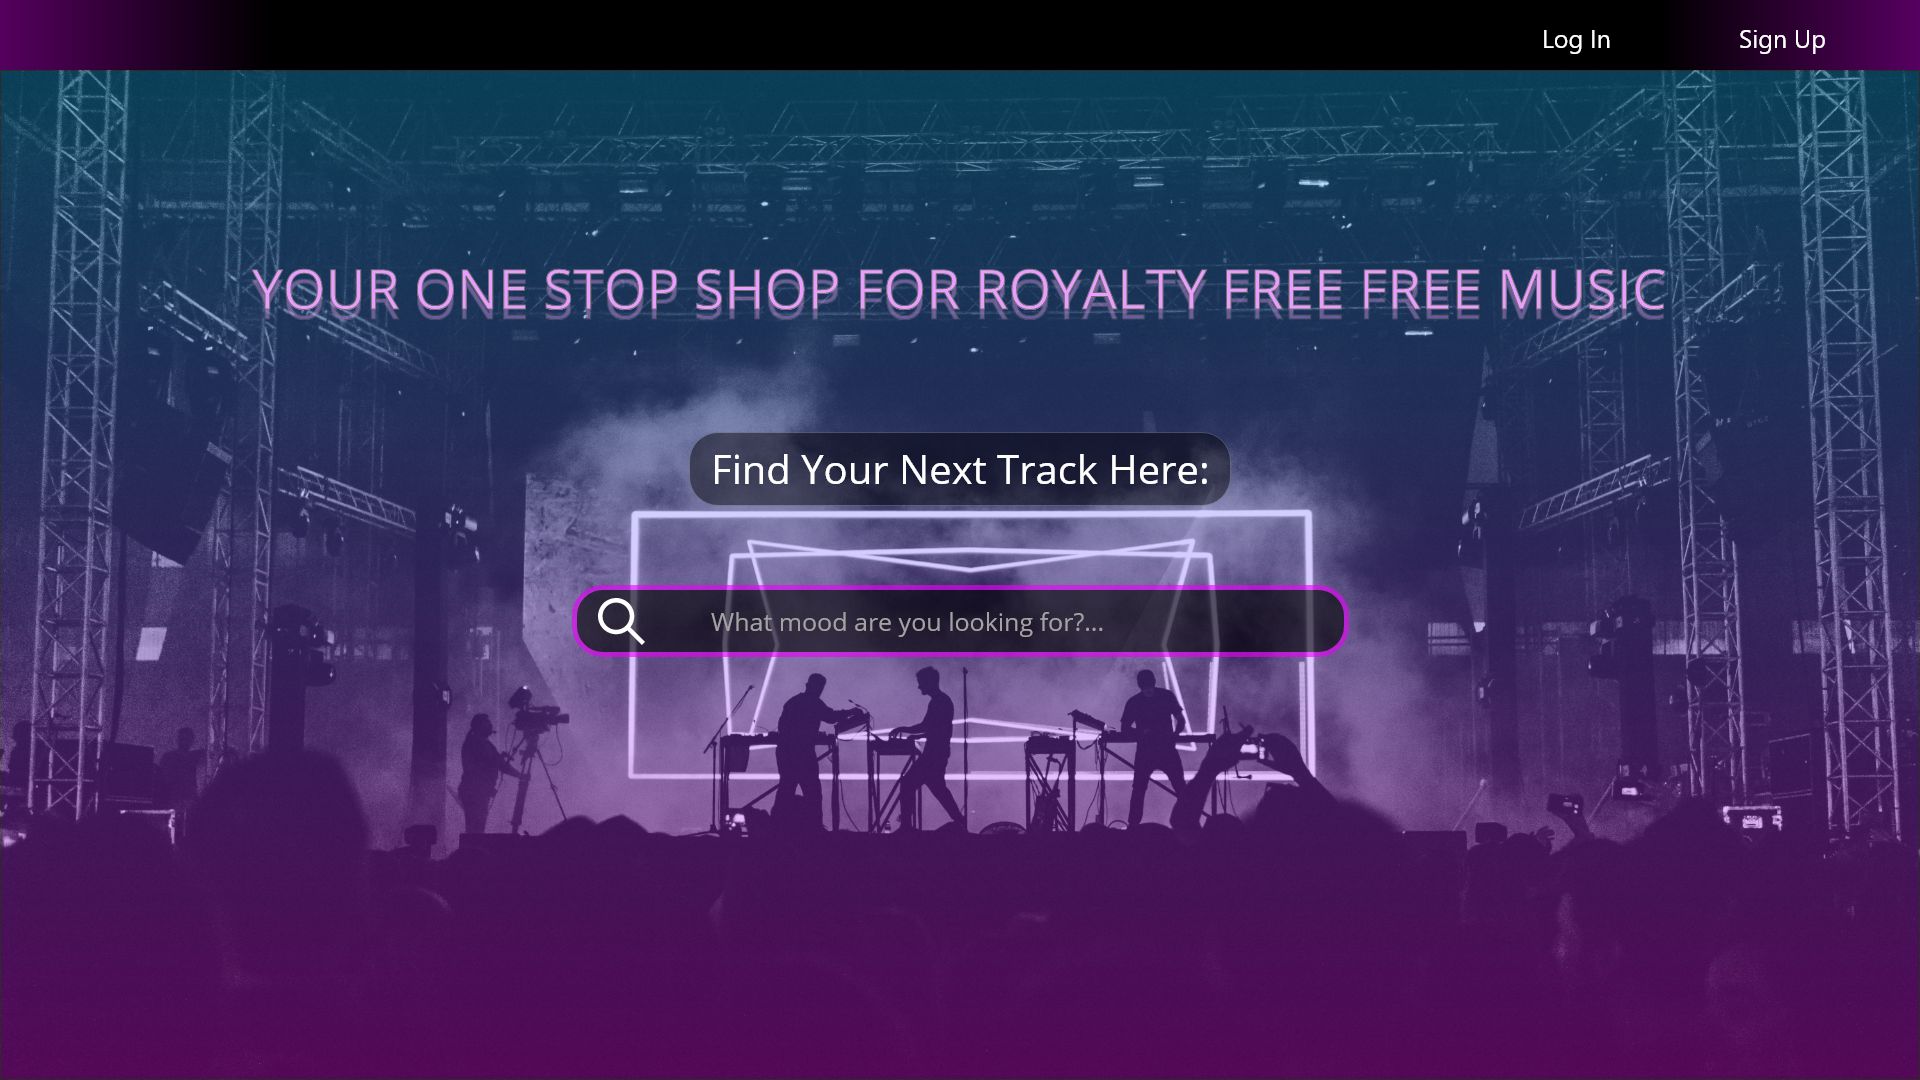 Log In
Sign Up
YOUR ONE STOP SHOP FOR ROYALTY FREE FREE MUSIC
Find Your Next Track Here:
What mood are you looking for?...